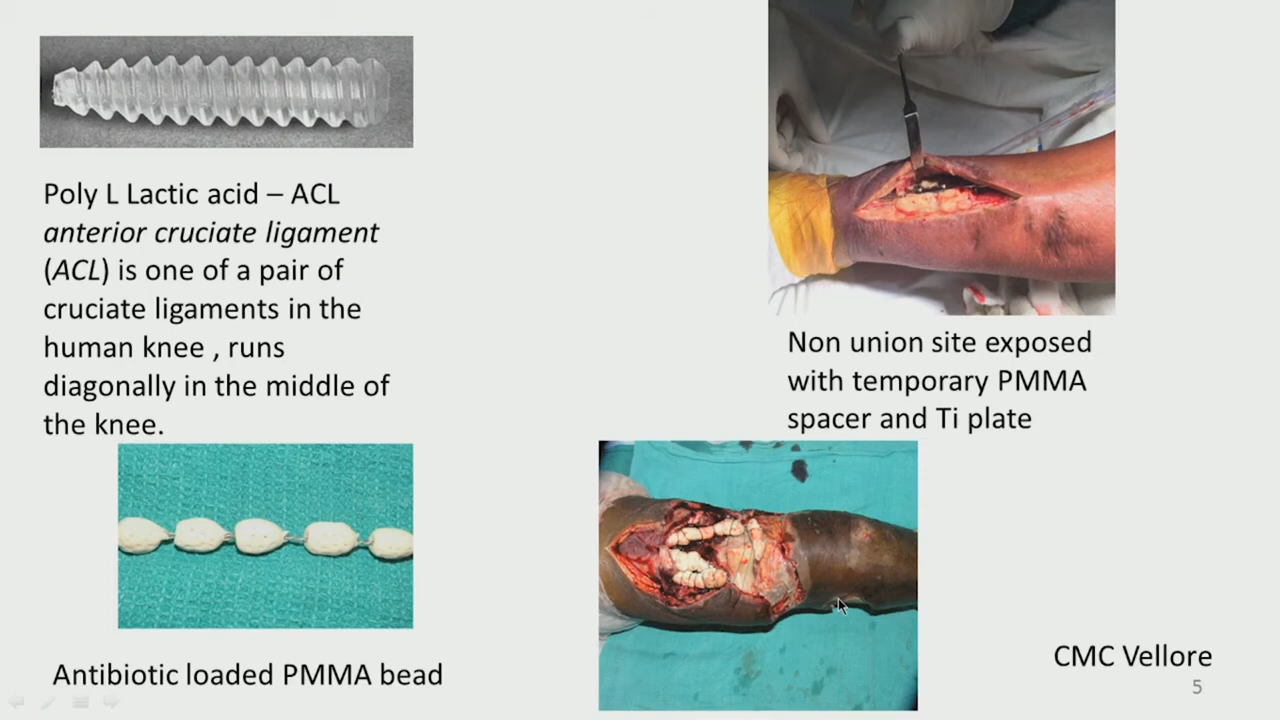 Poly L Lactic acid – ACL
anterior cruciate ligament
(ACL) is one of a pair of
cruciate ligaments in the
human knee , runs
diagonally in the middle of
the knee.
Antibiotic loaded PMMA bead
Non union site exposed
with temporary PMMA
spacer and Ti plate
CMC Vellore
5